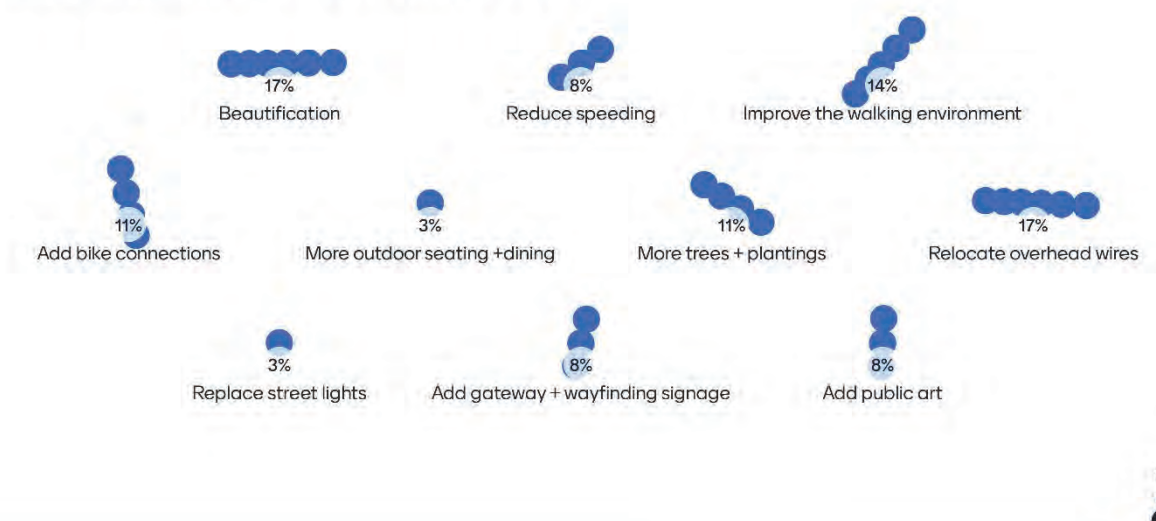 17%
Beautification
8%
Reduce speeding
14%
Improve the walking environment
11%
Add bike connections
3%
More outdoor seating +dining
11%
More trees + plantings
17%
Relocate overhead wires
3%
Replace street lights
8%
Add gateway + wayfinding signage
8%
Add public art